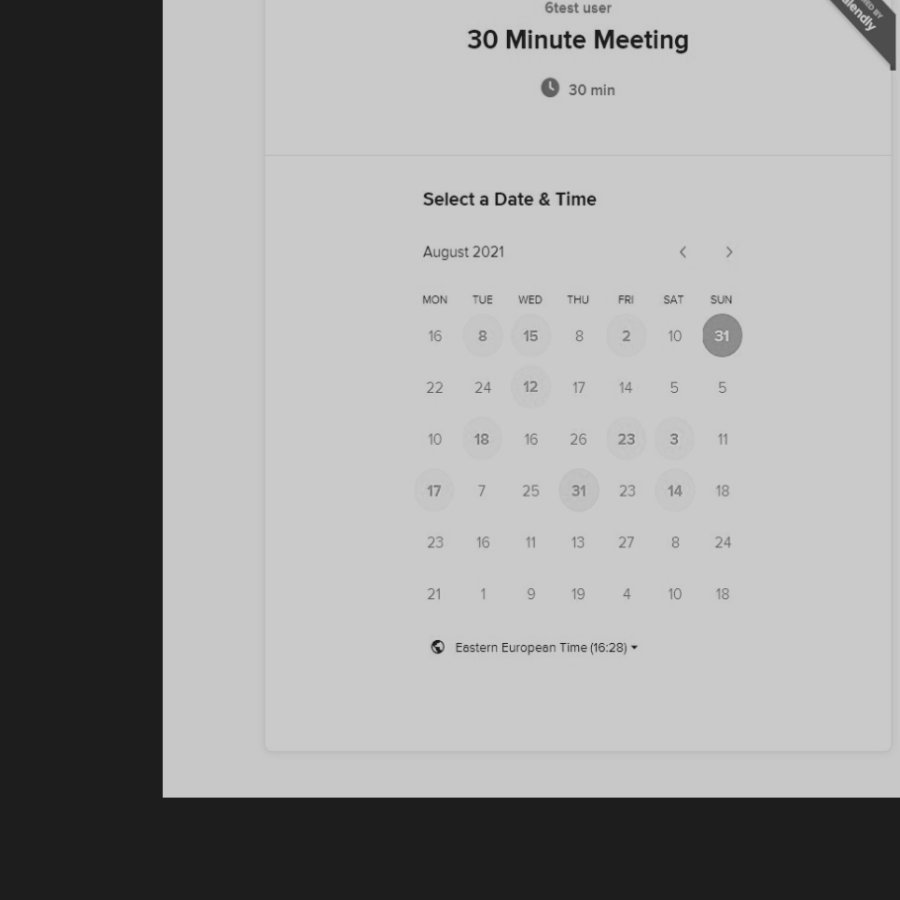 6test user
30 Minute Meeting
30 min
Select a Date & Time
August 2021
MON TUE WED THU FRI SAT SUN
16 8 15 8 2 10 31
22 24 12 17 14 5 5
10 18 16 26 23 3 11
17 7 25 31 23 14 18
23 16 11 13 27 8 24
21 1 9 19 4 10 18
Eastern European Time (16:28)